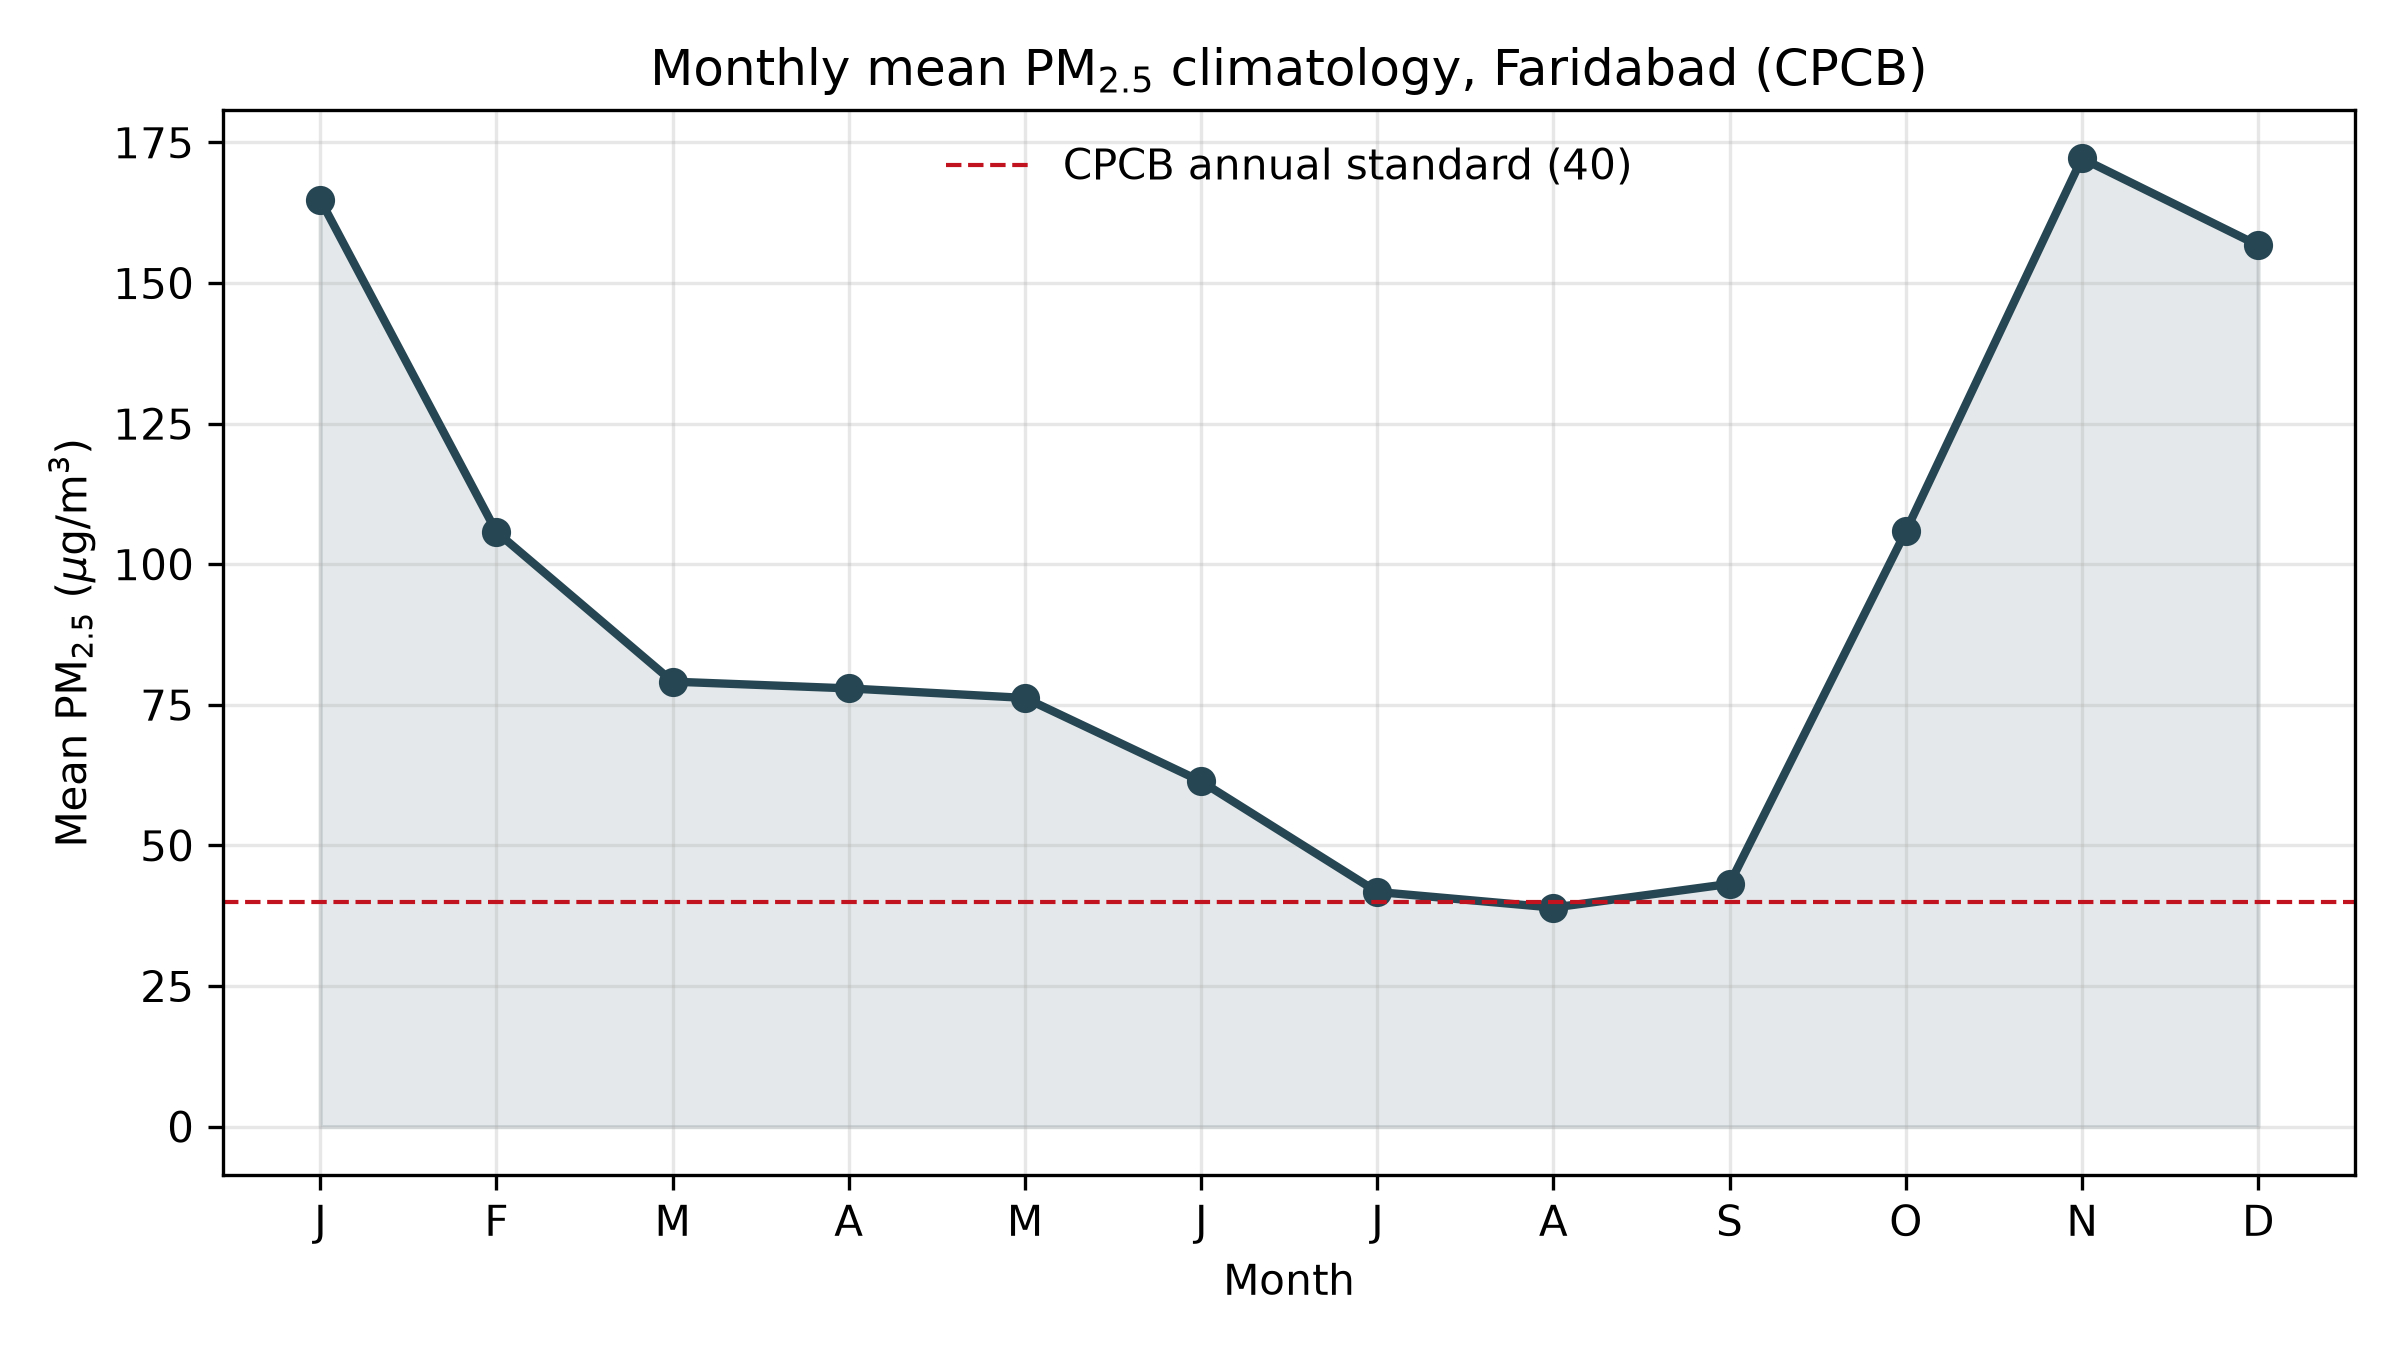 Monthly mean PM₂.₅ climatology, Faridabad (CPCB)
CPCB annual standard (40)
Mean PM₂.₅ (μg/m³)
175
150
125
100
75
50
25
0
J F M A M J J A S O N D
Month